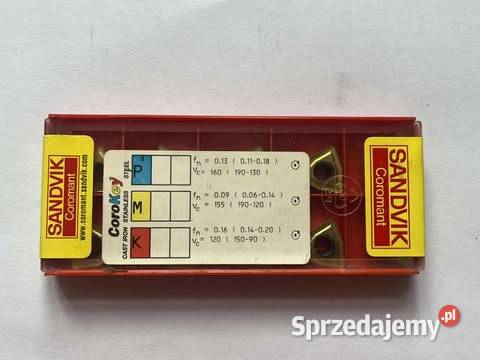 SANDVIK
Coromant
www.coromant.sandvik.com
CoroKey
STEEL
P
fn = 0.13 ( 0.11-0.18 )
Vc = 160 ( 190-130 )
STAINLESS
M
fn = 0.09 ( 0.06-0.14 )
Vc = 155 ( 190-120 )
CAST IRON
K
fn = 0.16 ( 0.14-0.20 )
Vc = 120 ( 150-90 )
SANDVIK
Coromant
Sprzedajemy.pl